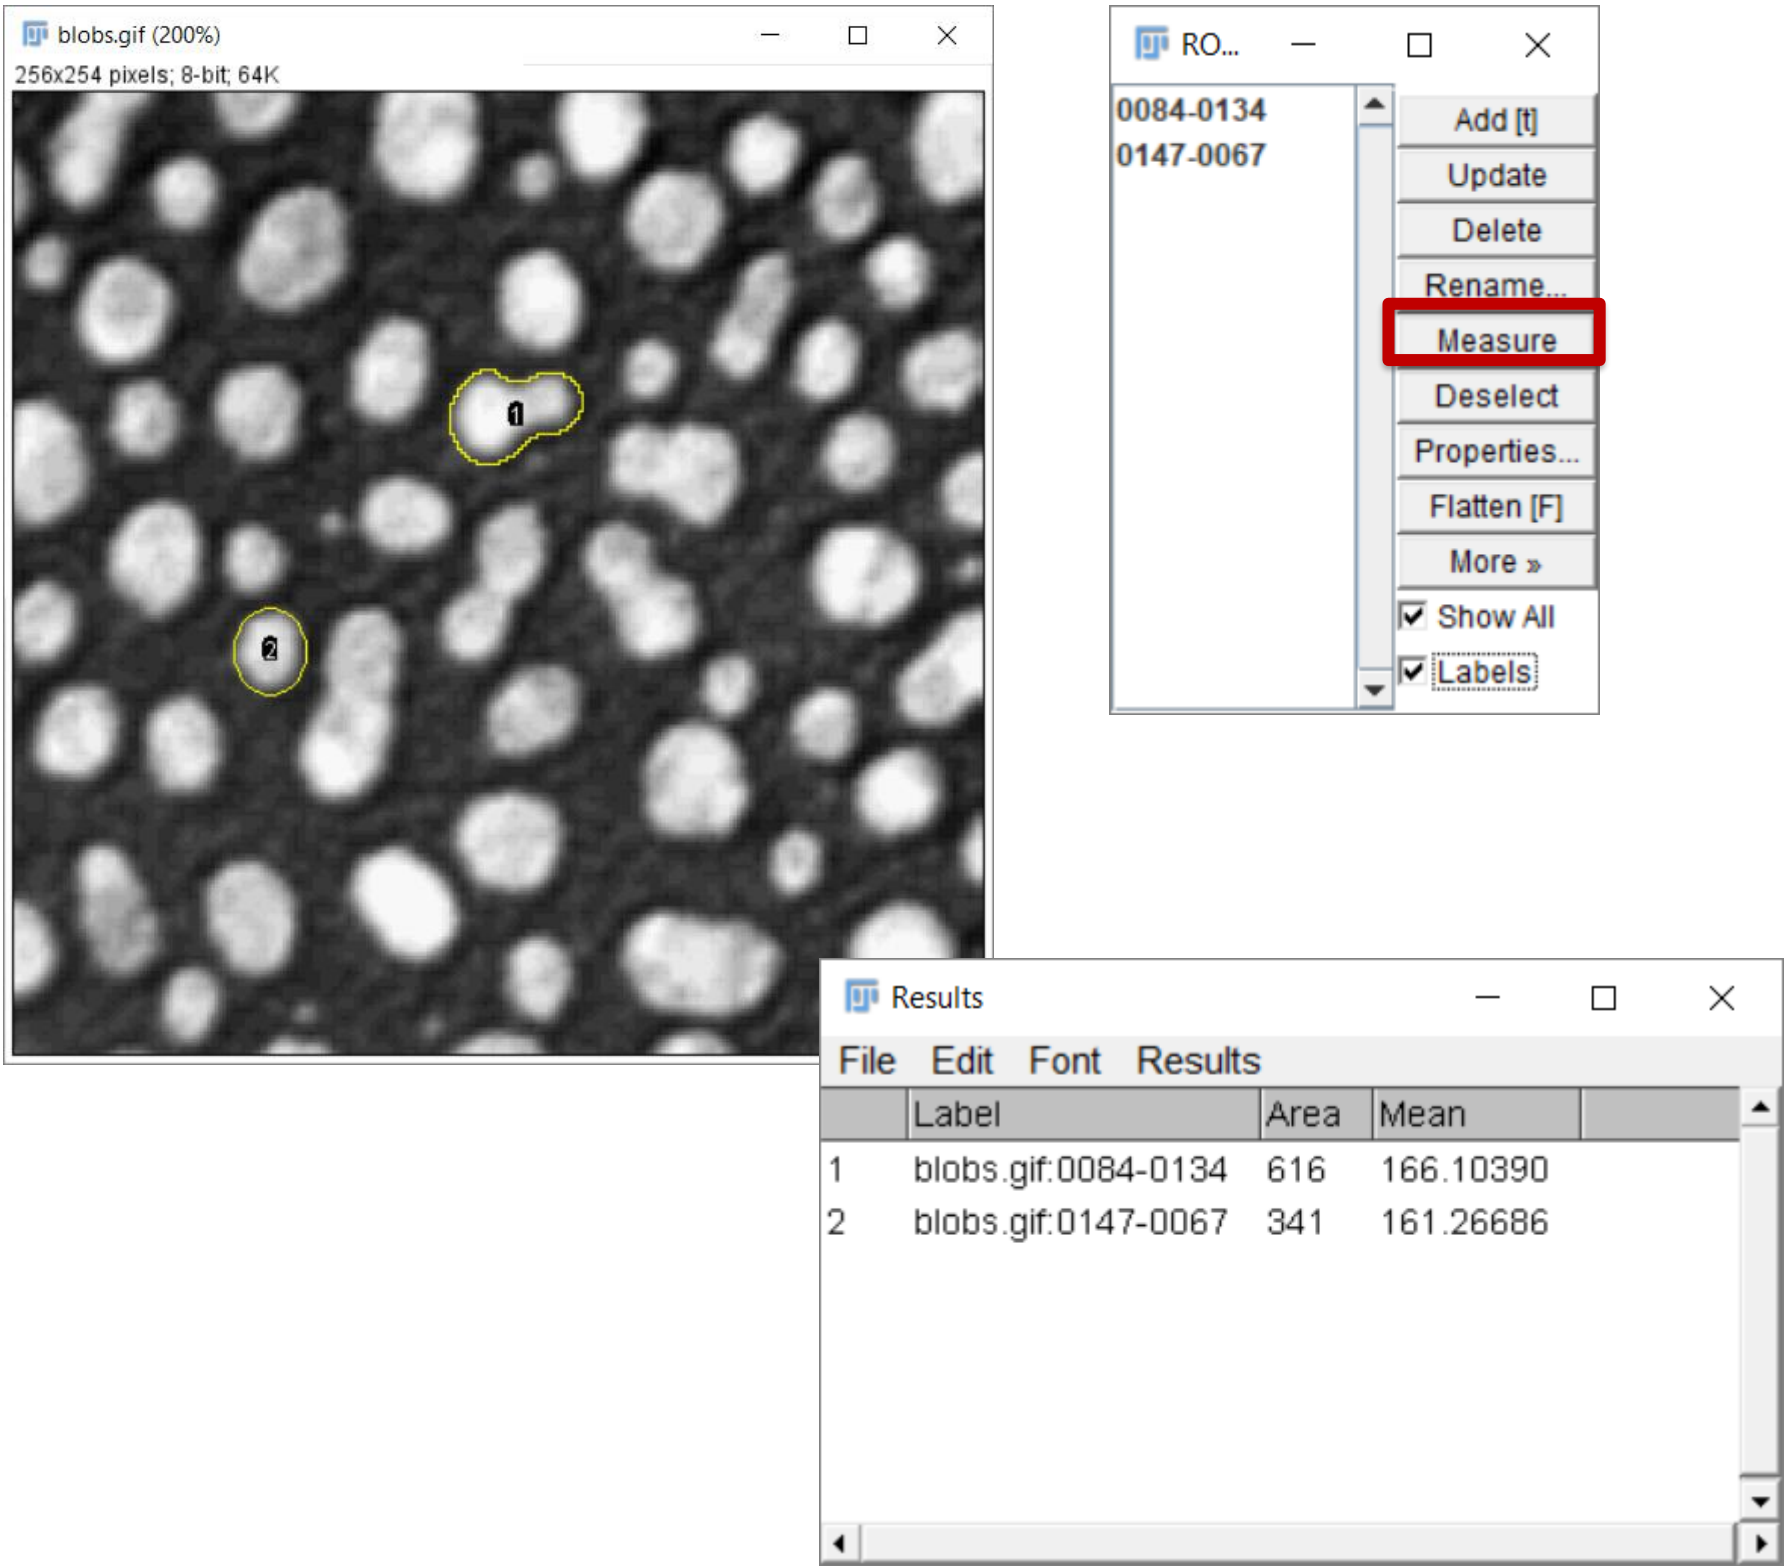 blobs.gif (200%)
256x254 pixels; 8-bit; 64K
1
2
RO...
0084-0134
0147-0067
Add [t]
Update
Delete
Rename...
Measure
Deselect
Properties...
Flatten [F]
More »
Show All
Labels
Results
File Edit Font Results
Label Area Mean
1 blobs.gif:0084-0134 616 166.10390
2 blobs.gif:0147-0067 341 161.26686